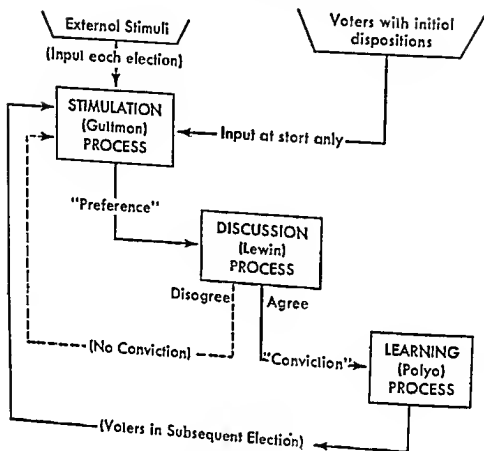 External Stimuli
(Input each election)
Voters with initial
dispositions
STIMULATION
(Guttman)
PROCESS
Input at start only
"Preference"
DISCUSSION
(Lewin)
PROCESS
Disagree
Agree
(No Conviction)
"Conviction"
LEARNING
(Polya)
PROCESS
(Voters in Subsequent Election)